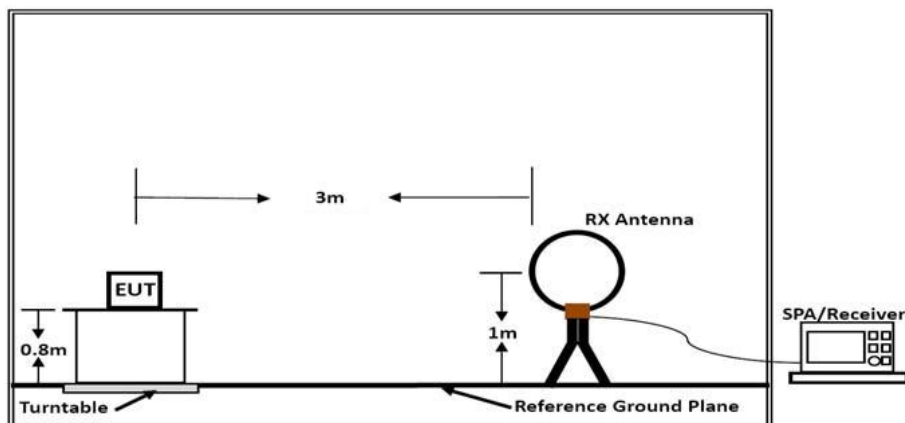 3m
RX Antenna
EUT
SPA/Receiver
0.8m
1m
Turntable
Reference Ground Plane